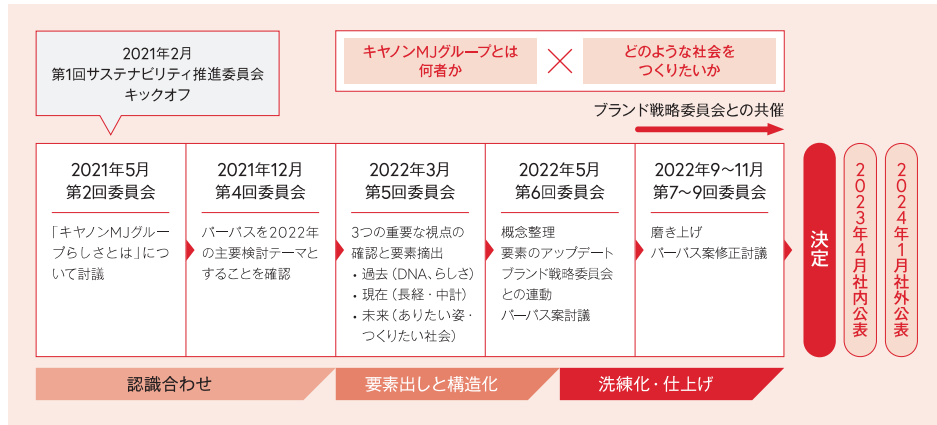 2021年2月
第1回サステナビリティ推進委員会
キックオフ
キヤノンMJグループとは
何者か
×
どのような社会を
つくりたいか
ブランド戦略委員会との共催
2021年5月
第2回委員会
「キヤノンMJグルー
プらしさとは」につ
いて討議
2021年12月
第4回委員会
パーパスを2022年
の主要検討テーマと
することを確認
2022年3月
第5回委員会
3つの重要な視点の
確認と要素摘出
・過去（DNA、らしさ）
・現在（長経・中計）
・未来（ありたい姿・
つくりたい社会）
2022年5月
第6回委員会
概念整理
要素のアップデート
ブランド戦略委員会
との連動
パーパス案討議
2022年9〜11月
第7〜9回委員会
磨き上げ
パーパス案修正討議
決定
2023年4月社内公表
2024年1月社外公表
認識合わせ
要素出しと構造化
洗練化・仕上げ